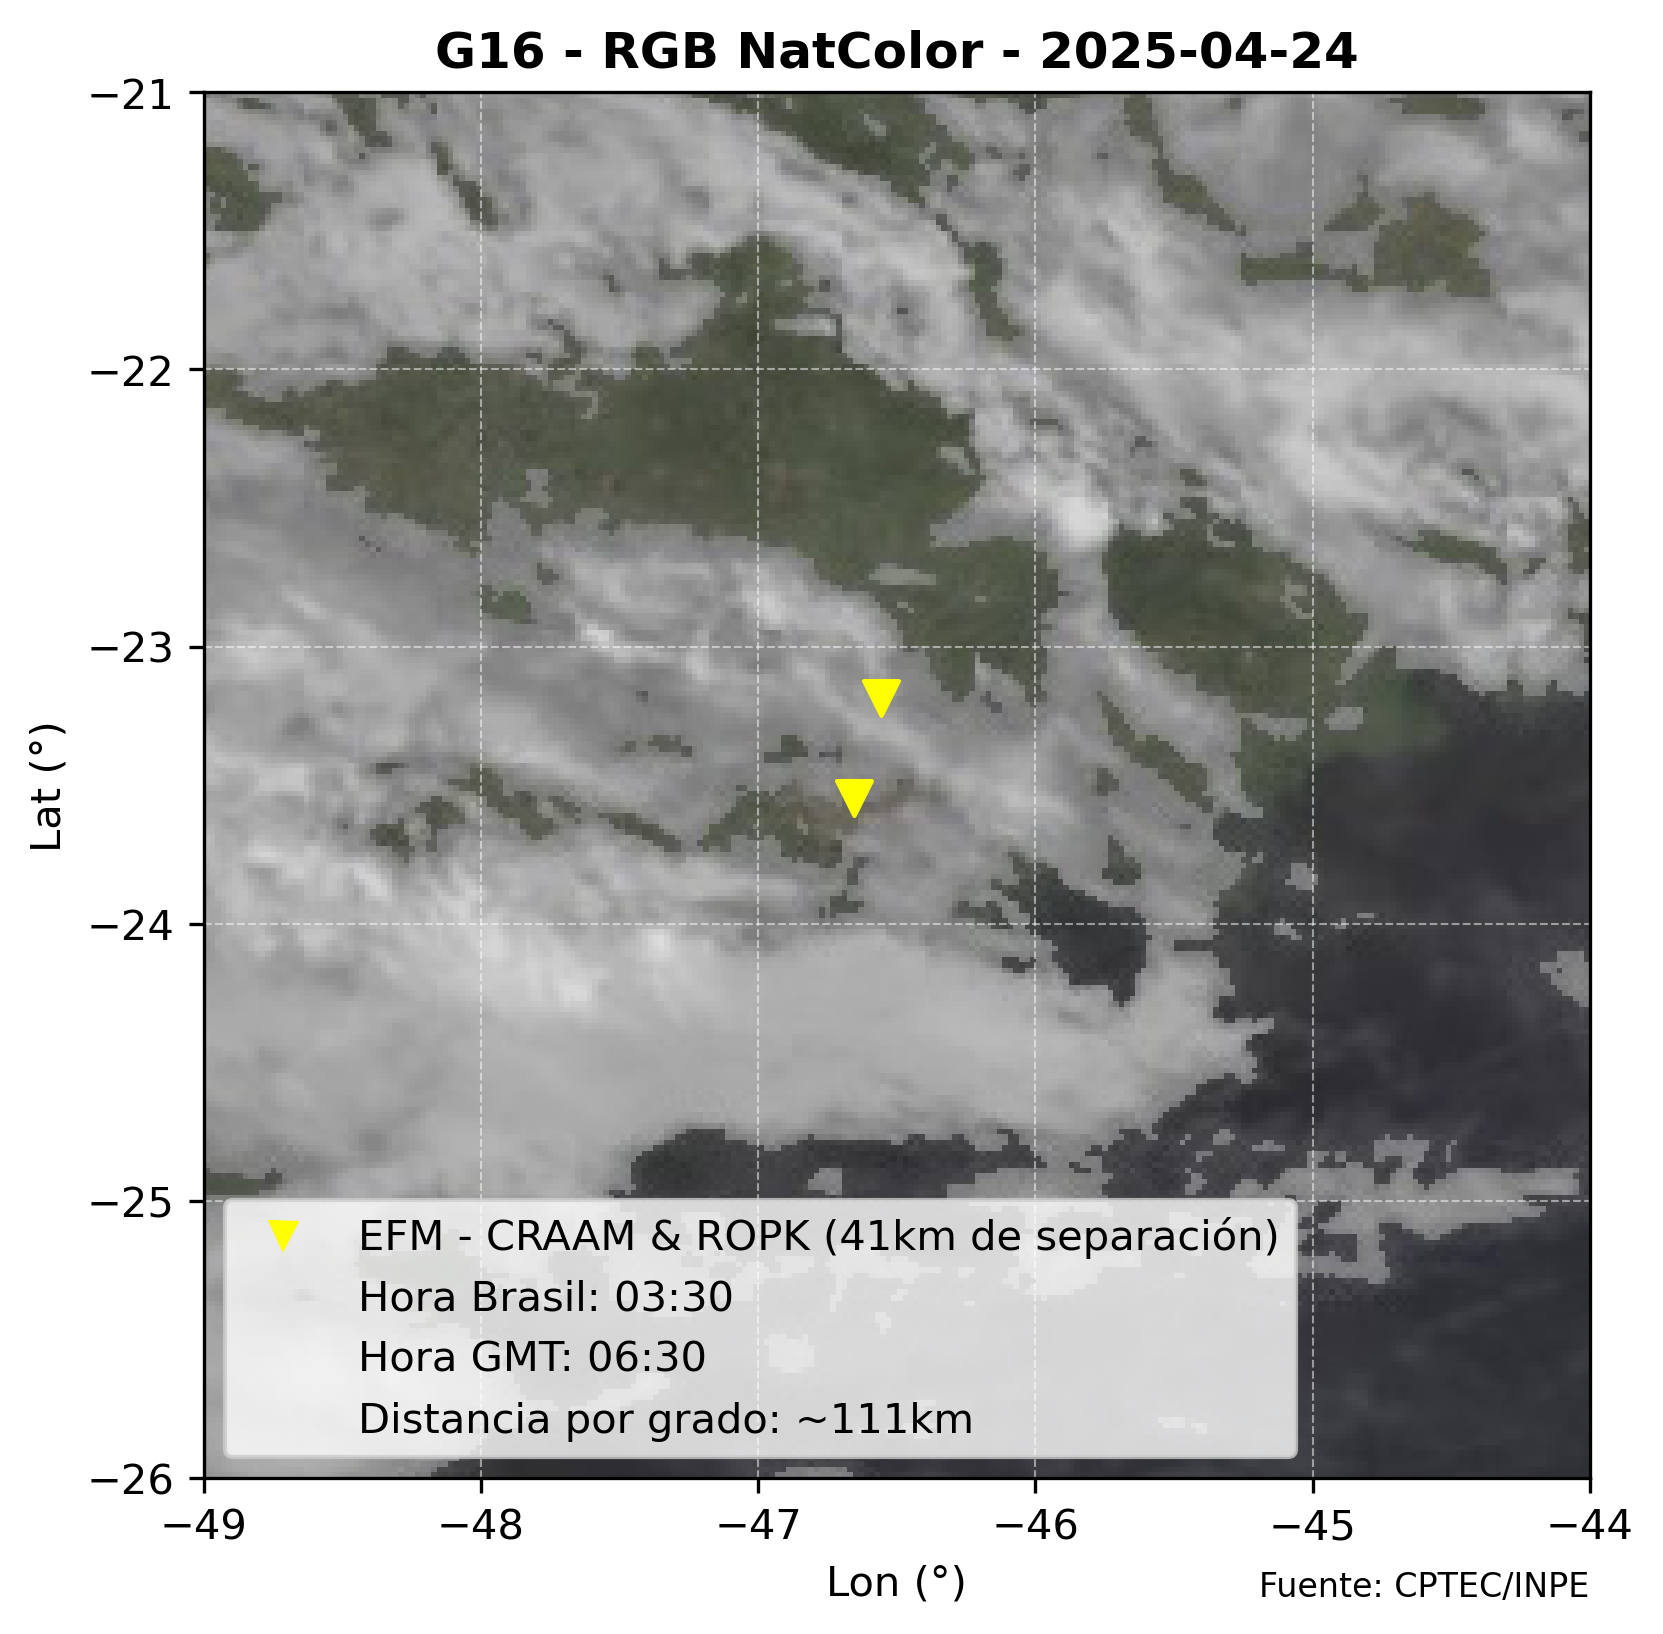 G16 - RGB NatColor - 2025-04-24
−21
−22
−23
−24
−25
−26
Lat (°)
EFM - CRAAM & ROPK (41km de separación)
Hora Brasil: 03:30
Hora GMT: 06:30
Distancia por grado: ~111km
−49 −48 −47 −46 −45 −44
Lon (°)
Fuente: CPTEC/INPE